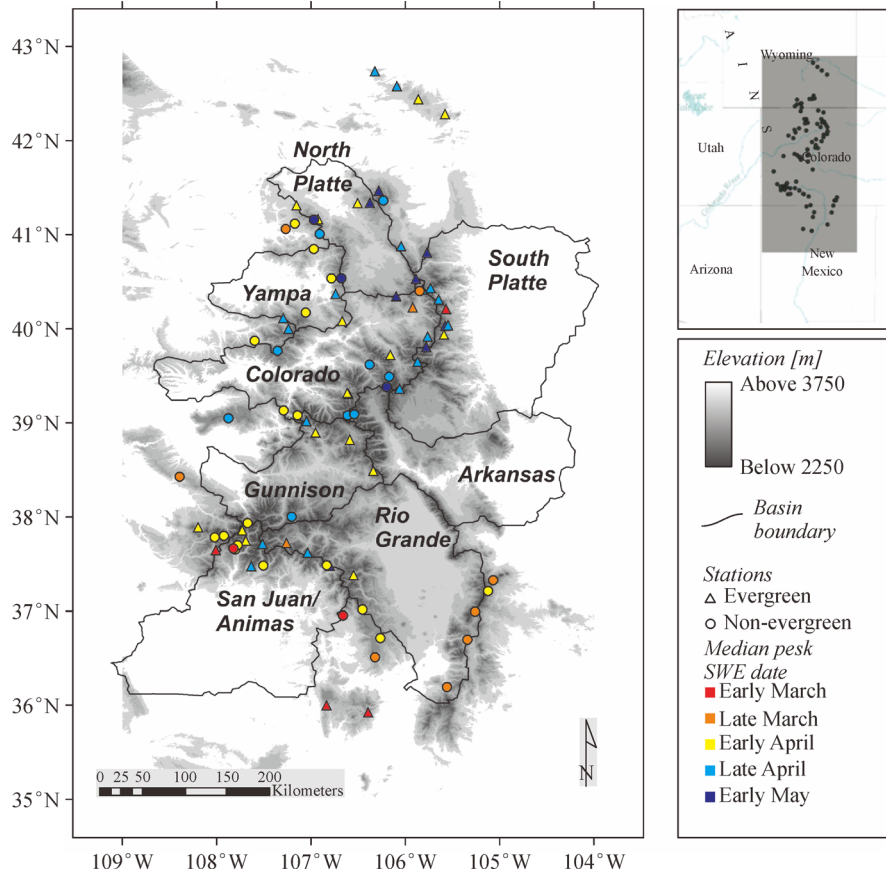 43°N
42°N
41°N
40°N
39°N
38°N
37°N
36°N
35°N
109°W
108°W
107°W
106°W
105°W
104°W
North
Platte
South
Platte
Yampa
Colorado
Arkansas
Gunnison
Rio
Grande
San Juan/
Animas
0 25 50 100 150 200
Kilometers
N
A
I
N
S
Wyoming
Utah
Colorado
Colorado River
Arizona
New
Mexico
Elevation [m]
Above 3750
Below 2250
Basin
boundary
Stations
Evergreen
Non-evergreen
Median pesk
SWE date
Early March
Late March
Early April
Late April
Early May